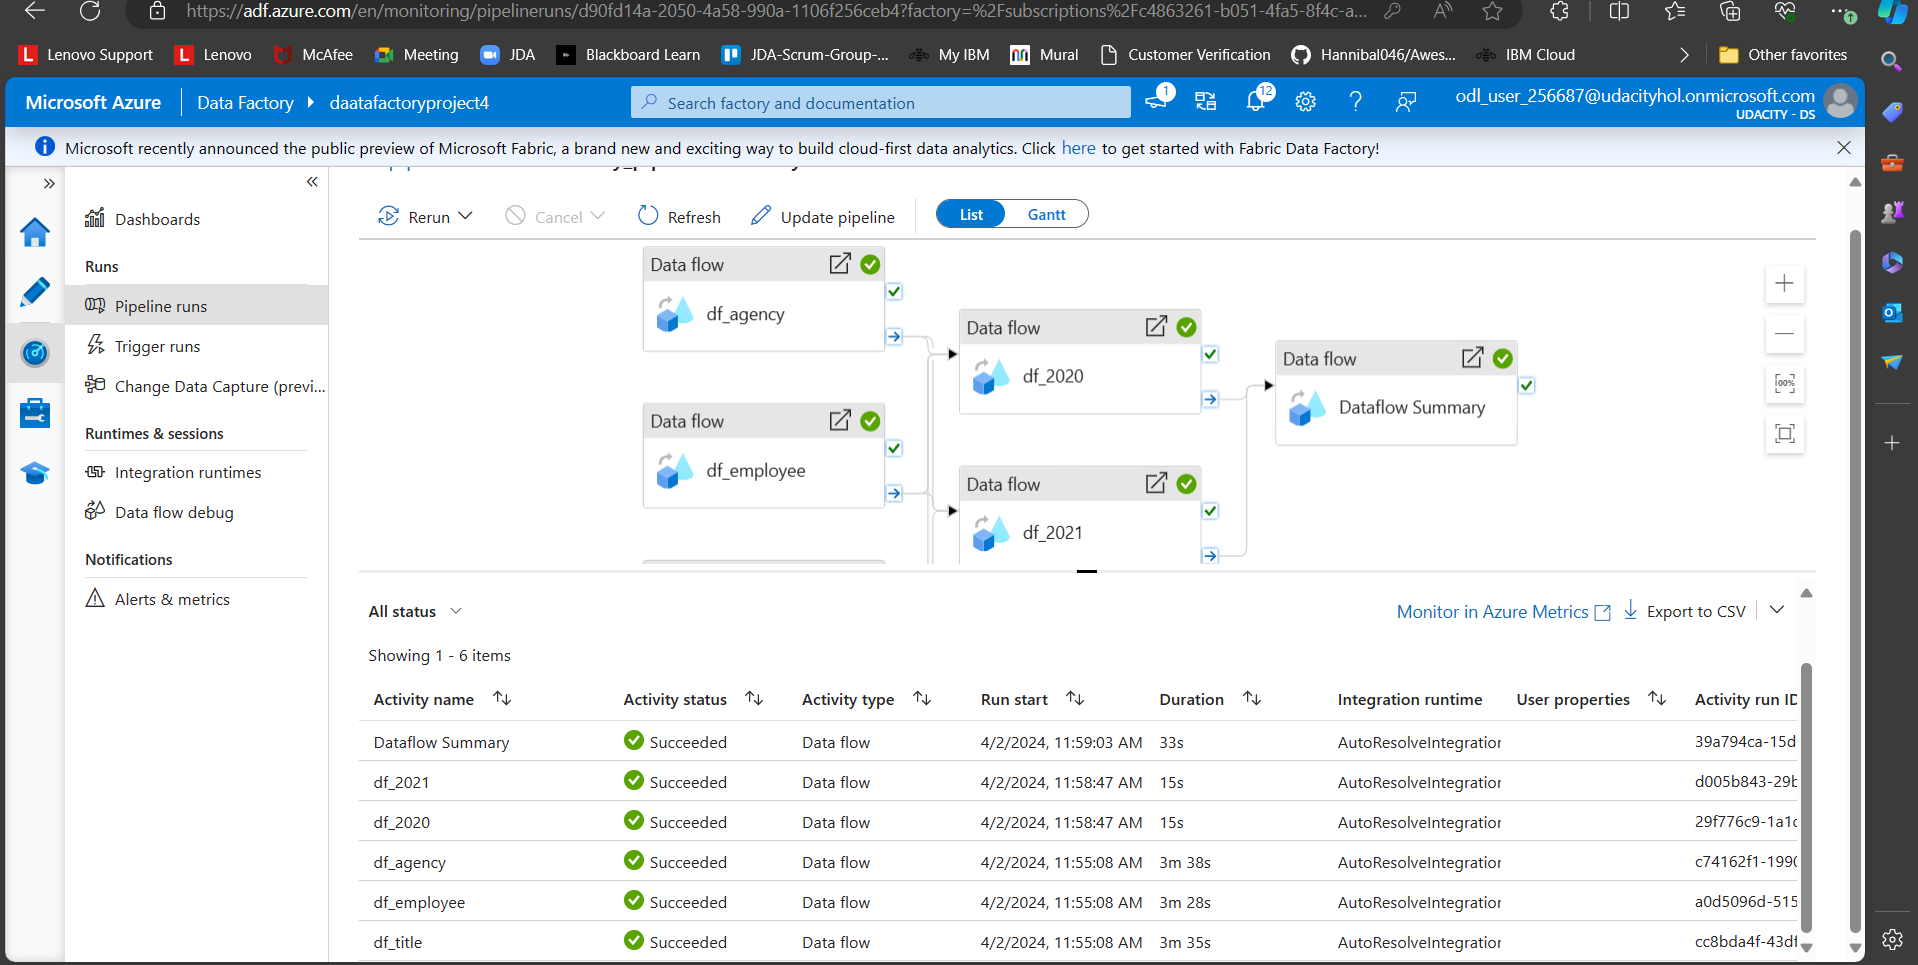 https://adf.azure.com/en/monitoring/pipelineruns/d90fd14a-2050-4a58-990a-1106f256ceb4?factory=%2Fsubscriptions%2Fc4863261-b051-4fa5-8f4c-a...
Lenovo Support
Lenovo
McAfee
Meeting
JDA
Blackboard Learn
JDA-Scrum-Group-...
My IBM
Mural
Customer Verification
Hannibal046/Awes...
IBM Cloud
Other favorites
Microsoft Azure
Data Factory
daatafactoryproject4
Search factory and documentation
1
12
odl_user_256687@udacityhol.onmicrosoft.com
UDACITY - DS
Microsoft recently announced the public preview of Microsoft Fabric, a brand new and exciting way to build cloud-first data analytics. Click here to get started with Fabric Data Factory!
Dashboards
Runs
Pipeline runs
Trigger runs
Change Data Capture (previ...
Runtimes & sessions
Integration runtimes
Data flow debug
Notifications
Alerts & metrics
Rerun
Cancel
Refresh
Update pipeline
List
Gantt
Data flow
df_agency
Data flow
df_2020
Data flow
Dataflow Summary
Data flow
df_employee
Data flow
df_2021
100%
All status
Monitor in Azure Metrics
Export to CSV
Showing 1 - 6 items
Activity name Activity status Activity type Run start Duration Integration runtime User properties Activity run ID
Dataflow Summary Succeeded Data flow 4/2/2024, 11:59:03 AM 33s AutoResolveIntegration 39a794ca-15d
df_2021 Succeeded Data flow 4/2/2024, 11:58:47 AM 15s AutoResolveIntegration d005b843-29b
df_2020 Succeeded Data flow 4/2/2024, 11:58:47 AM 15s AutoResolveIntegration 29f776c9-1a1c
df_agency Succeeded Data flow 4/2/2024, 11:55:08 AM 3m 38s AutoResolveIntegration c74162f1-1990
df_employee Succeeded Data flow 4/2/2024, 11:55:08 AM 3m 28s AutoResolveIntegration a0d5096d-515
df_title Succeeded Data flow 4/2/2024, 11:55:08 AM 3m 35s AutoResolveIntegration cc8bda4f-43df